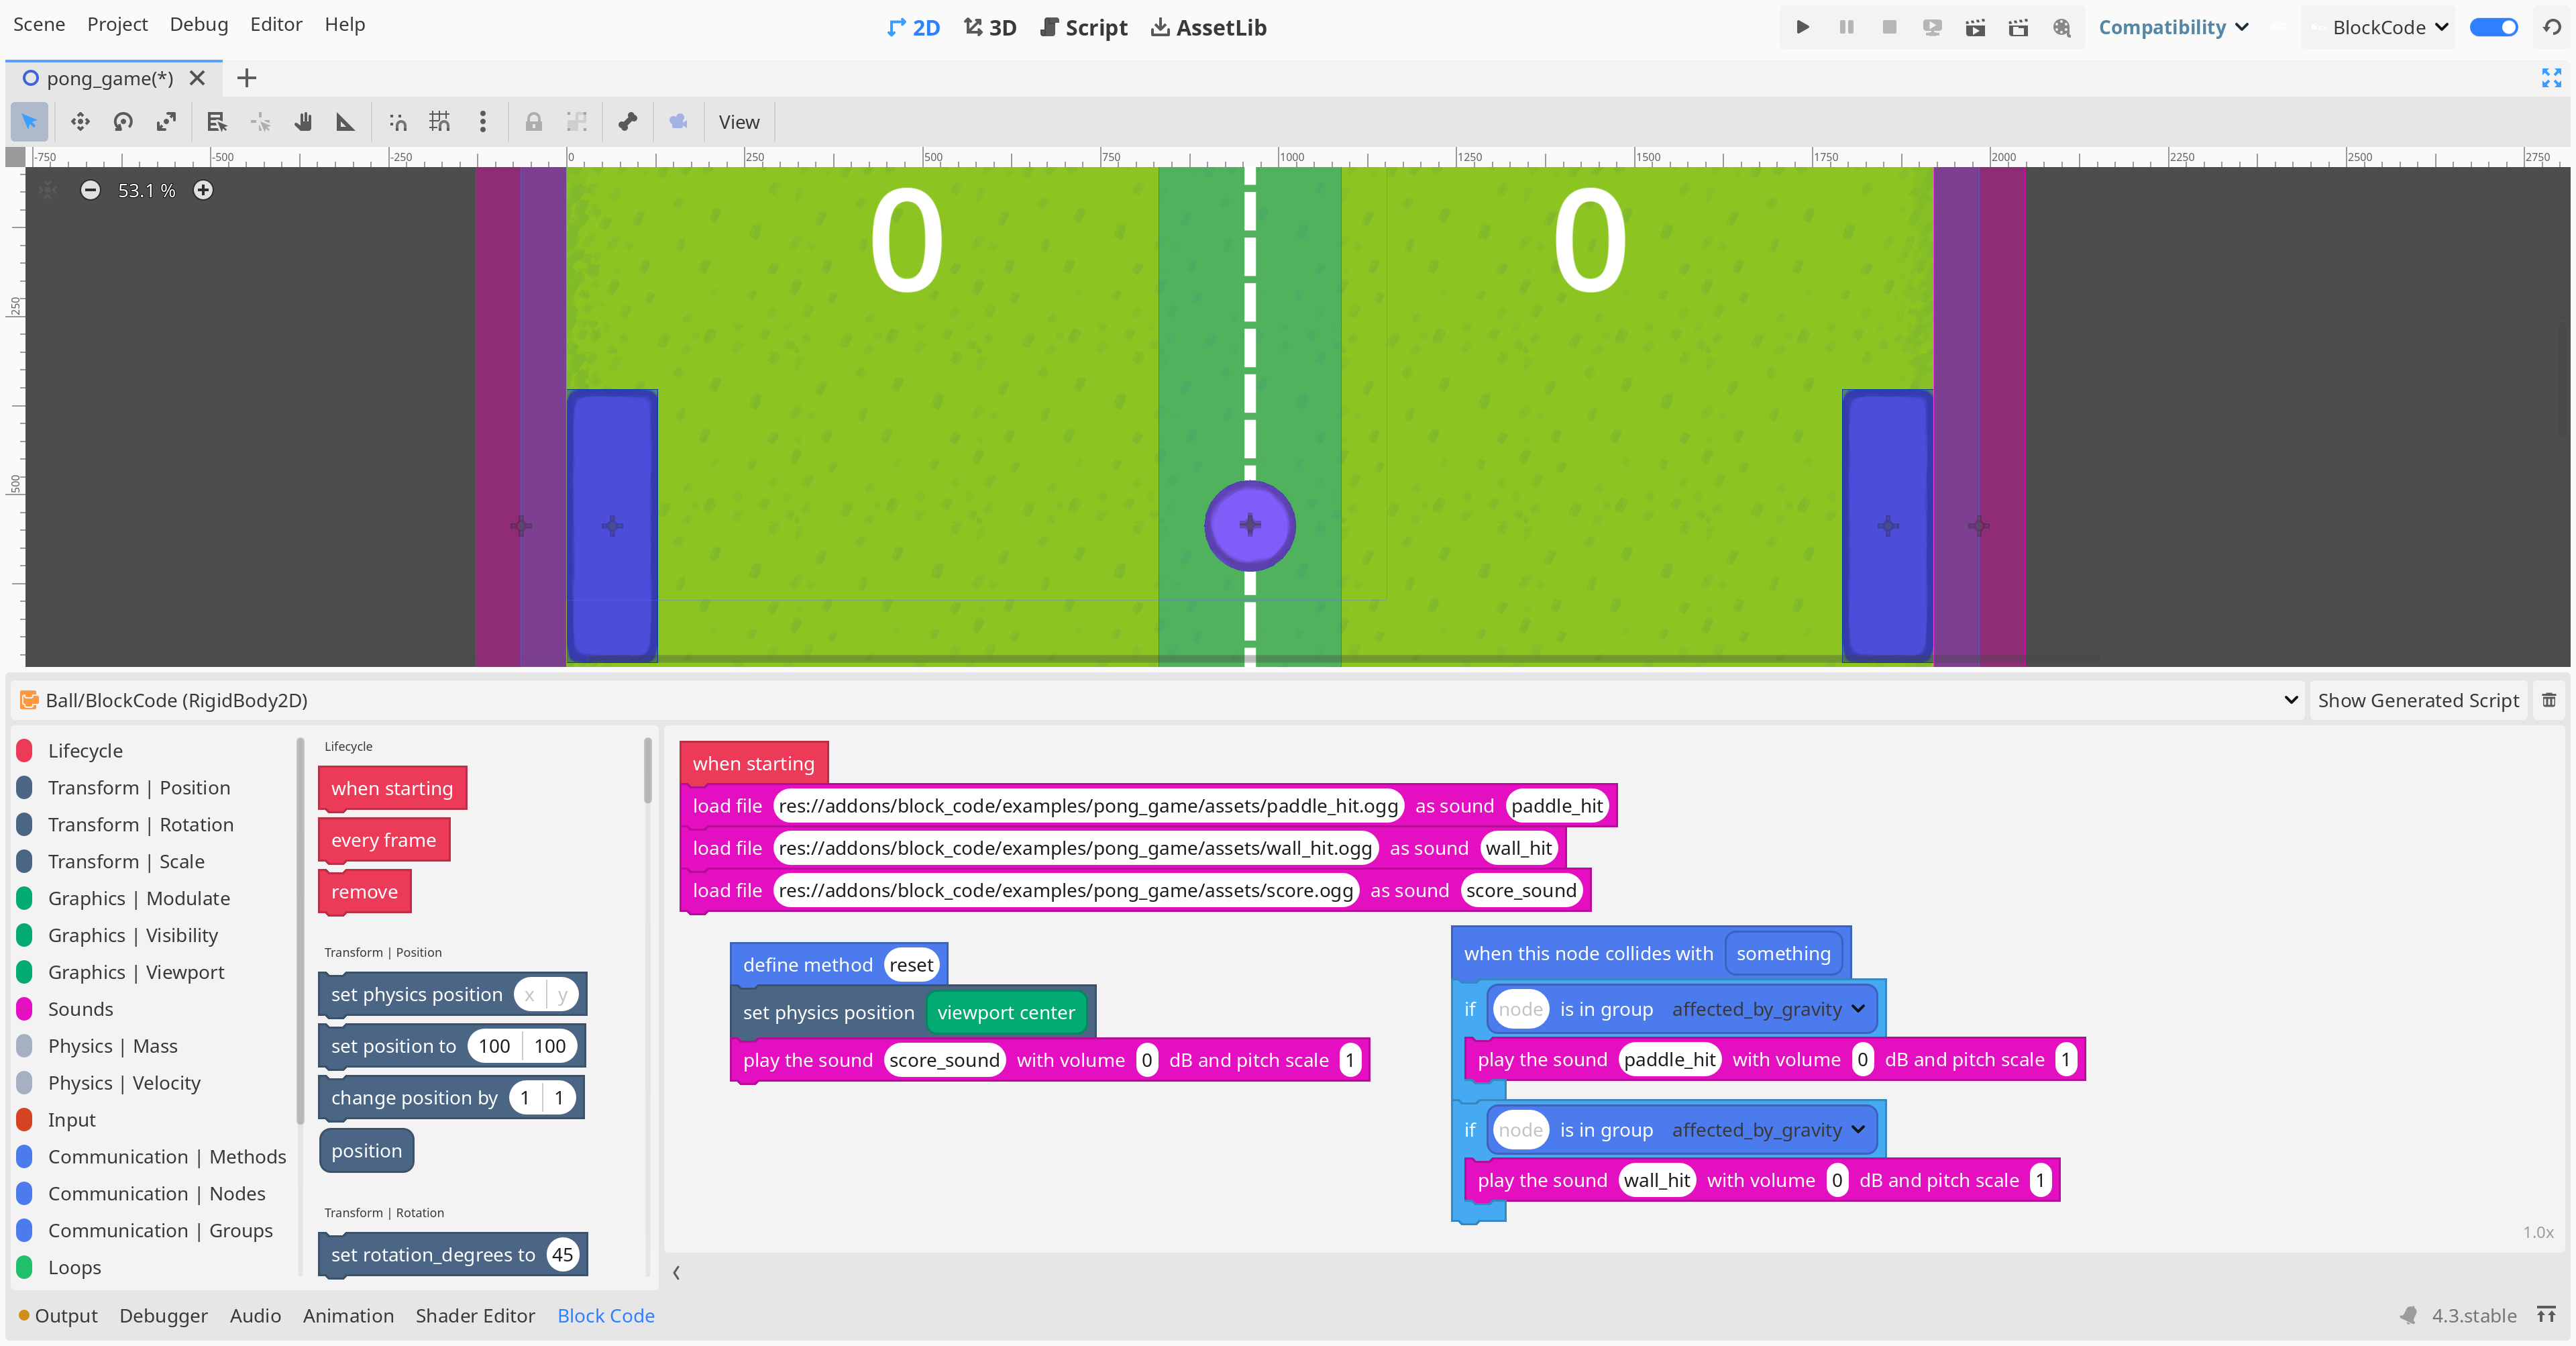 Scene Project Debug Editor Help 2D 3D Script AssetLib Compatibility BlockCode
pong_game(*)
View
-750 -500 -250 0 250 500 750 1000 1250 1500 1750 2000 2250 2500 2750
53.1 %
0 0
250
500
Ball/BlockCode (RigidBody2D) Show Generated Script
Lifecycle
Transform | Position
Transform | Rotation
Transform | Scale
Graphics | Modulate
Graphics | Visibility
Graphics | Viewport
Sounds
Physics | Mass
Physics | Velocity
Input
Communication | Methods
Communication | Nodes
Communication | Groups
Loops
Lifecycle
when starting
every frame
remove
Transform | Position
set physics position x y
set position to 100 100
change position by 1 1
position
Transform | Rotation
set rotation_degrees to 45
when starting
load file res://addons/block_code/examples/pong_game/assets/paddle_hit.ogg as sound paddle_hit
load file res://addons/block_code/examples/pong_game/assets/wall_hit.ogg as sound wall_hit
load file res://addons/block_code/examples/pong_game/assets/score.ogg as sound score_sound
define method reset
set physics position viewport center
play the sound score_sound with volume 0 dB and pitch scale 1
when this node collides with something
if node is in group affected_by_gravity
play the sound paddle_hit with volume 0 dB and pitch scale 1
if node is in group affected_by_gravity
play the sound wall_hit with volume 0 dB and pitch scale 1
1.0x
Output Debugger Audio Animation Shader Editor Block Code 4.3.stable